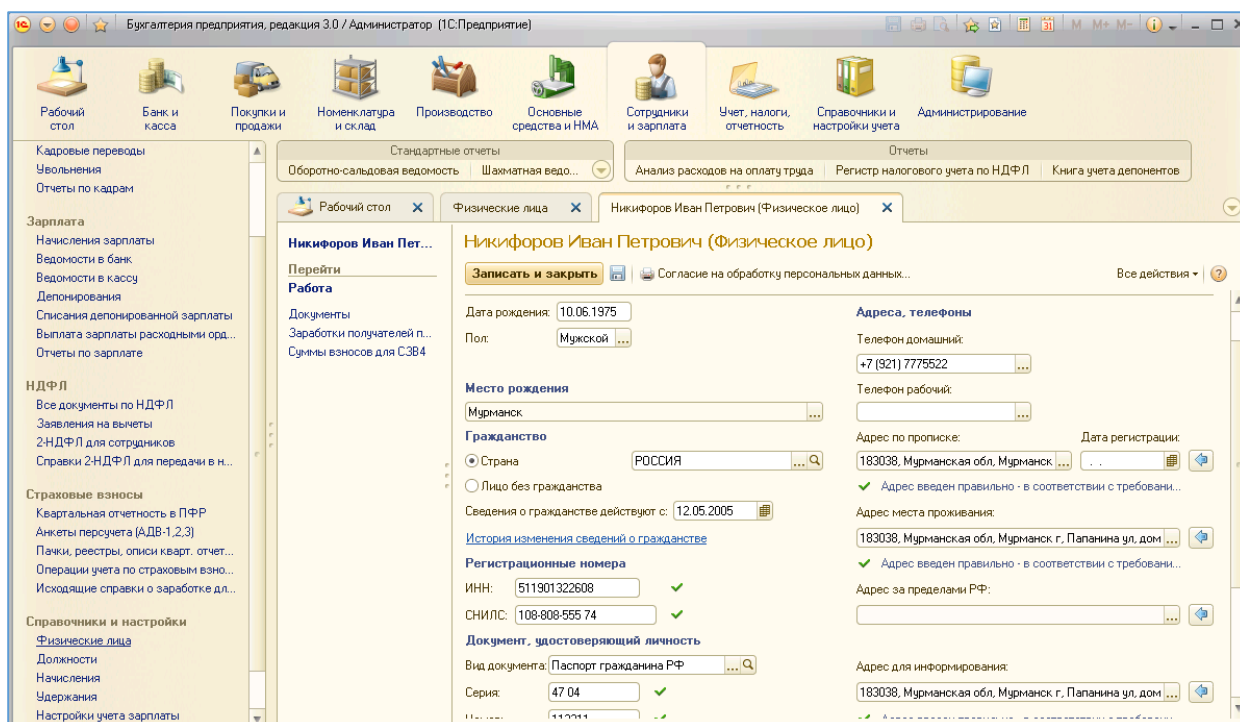 Бухгалтерия предприятия, редакция 3.0 / Администратор (1С:Предприятие)
M M+ M-
Рабочий стол
Банк и касса
Покупки и продажи
Номенклатура и склад
Производство
Основные средства и НМА
Сотрудники и зарплата
Учет, налоги, отчетность
Справочники и настройки учета
Администрирование
Кадровые переводы
Увольнения
Отчеты по кадрам
Зарплата
Начисления зарплаты
Ведомости в банк
Ведомости в кассу
Депонирования
Списания депонированной зарплаты
Выплата зарплаты расходными орд...
Отчеты по зарплате
НДФЛ
Все документы по НДФЛ
Заявления на вычеты
2-НДФЛ для сотрудников
Справки 2-НДФЛ для передачи в н...
Страховые взносы
Квартальная отчетность в ПФР
Анкеты персучета (АДВ-1,2,3)
Пачки, реестры, описи кварт. отчет...
Операции учета по страховым взно...
Исходящие справки о заработке дл...
Справочники и настройки
Физические лица
Должности
Начисления
Удержания
Настройки учета зарплаты
Стандартные отчеты
Оборотно-сальдовая ведомость Шахматная ведо...
Отчеты
Анализ расходов на оплату труда Регистр налогового учета по НДФЛ Книга учета депонентов
Рабочий стол Физические лица Никифоров Иван Петрович (Физическое лицо)
Никифоров Иван Пет...
Перейти
Работа
Документы
Заработки получателей п...
Суммы взносов для СЗВ4
Никифоров Иван Петрович (Физическое лицо)
Записать и закрыть Согласие на обработку персональных данных... Все действия
Дата рождения: 10.06.1975
Пол: Мужской
Место рождения
Мурманск
Гражданство
Страна РОССИЯ
Лицо без гражданства
Сведения о гражданстве действуют с: 12.05.2005
История изменения сведений о гражданстве
Регистрационные номера
ИНН: 511901322608
СНИЛС: 108-808-555 74
Документ, удостоверяющий личность
Вид документа: Паспорт гражданина РФ
Серия: 47 04
Адреса, телефоны
Телефон домашний:
+7 (921) 7775522
Телефон рабочий:
Адрес по прописке: Дата регистрации:
183038, Мурманская обл, Мурманск . .
Адрес введен правильно - в соответствии с требовани...
Адрес места проживания:
183038, Мурманская обл, Мурманск г, Папанина ул, дом
Адрес введен правильно - в соответствии с требовани...
Адрес за пределами РФ:
Адрес для информирования:
183038, Мурманская обл, Мурманск г, Папанина ул, дом